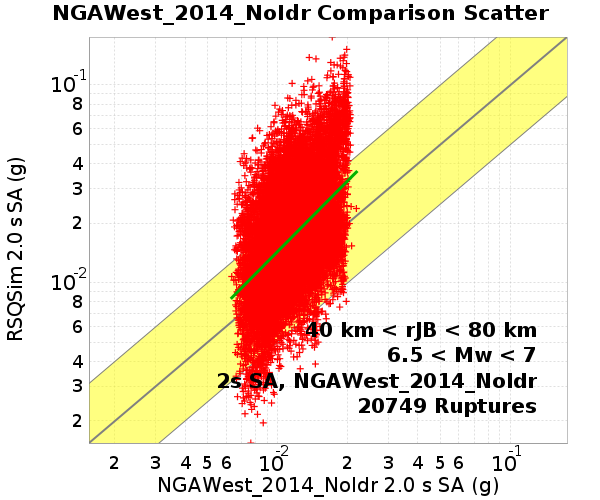 NGAWest_2014_NoIdr Comparison Scatter
RSQSim 2.0 s SA (g)
10-1
8
6
4
3
2
10-2
8
6
4
3
2
40 km < rJB < 80 km
6.5 < Mw < 7
2s SA, NGAWest_2014_NoIdr
20749 Ruptures
2 3 4 5 6 10-2 2 3 4 5 6 10-1
NGAWest_2014_NoIdr 2.0 s SA (g)